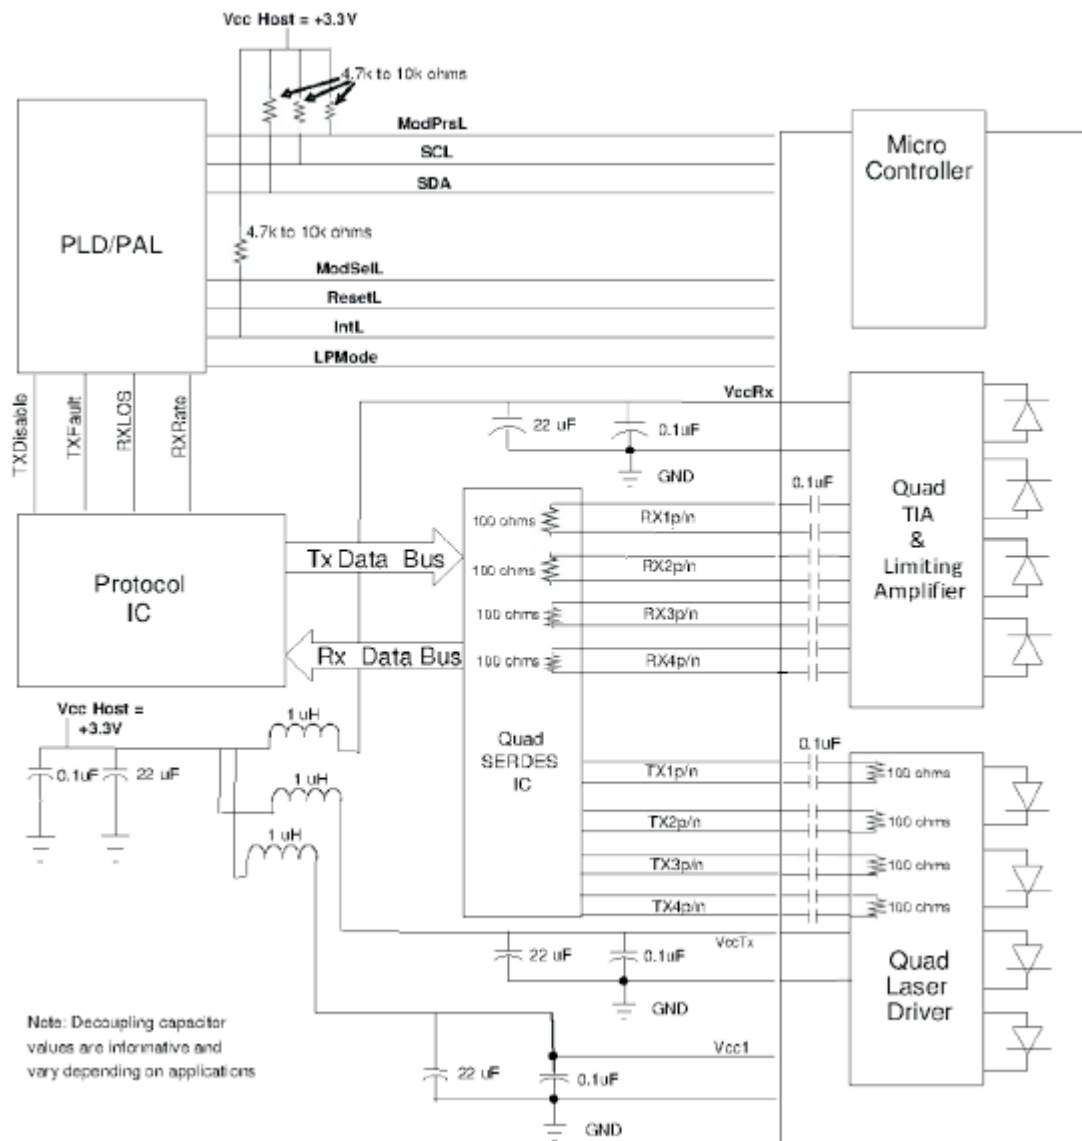 Vcc Host = +3.3V
4.7k to 10k ohms
ModPrsL
SCL
SDA
4.7k to 10k ohms
ModSelL
ResetL
IntL
LPMode
PLD/PAL
Micro
Controller
TXDisable
TXFault
RXLOS
RXRate
VccRx
22 uF
0.1uF
GND
0.1uF
Quad
TIA
&
Limiting
Amplifier
100 ohms
RX1p/n
100 ohms
RX2p/n
100 ohms
RX3p/n
100 ohms
RX4p/n
Tx Data Bus
Rx Data Bus
Protocol
IC
Vcc Host =
+3.3V
0.1uF
22 uF
1 uH
1 uH
1 uH
Quad
SERDES
IC
0.1uF
TX1p/n
100 ohms
TX2p/n
100 ohms
TX3p/n
100 ohms
TX4p/n
100 ohms
VccTx
22 uF
0.1uF
GND
Quad
Laser
Driver
Note: Decoupling capacitor
values are informative and
vary depending on applications
Vcc1
22 uF
0.1uF
GND